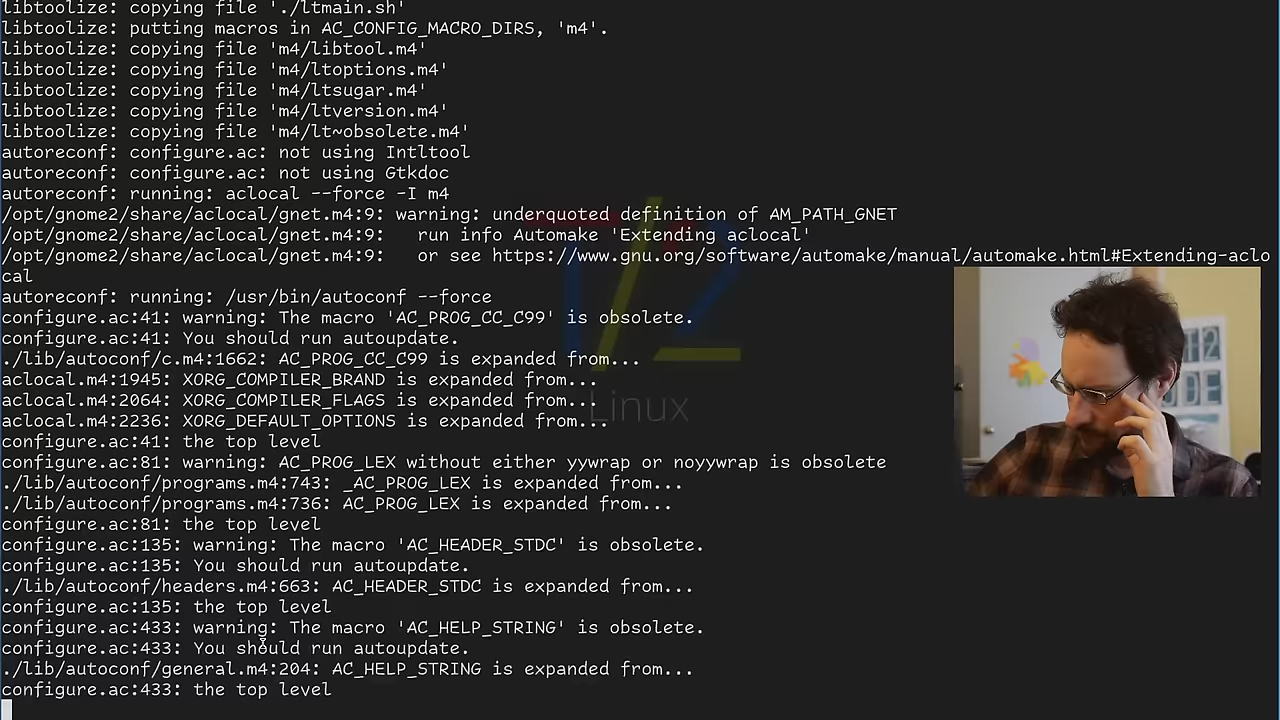 libtoolize: copying file './ltmain.sh'
libtoolize: putting macros in AC_CONFIG_MACRO_DIRS, 'm4'.
libtoolize: copying file 'm4/libtool.m4'
libtoolize: copying file 'm4/ltoptions.m4'
libtoolize: copying file 'm4/ltsugar.m4'
libtoolize: copying file 'm4/ltversion.m4'
libtoolize: copying file 'm4/lt~obsolete.m4'
autoreconf: configure.ac: not using Intltool
autoreconf: configure.ac: not using Gtkdoc
autoreconf: running: aclocal --force -I m4
/opt/gnome2/share/aclocal/gnet.m4:9: warning: underquoted definition of AM_PATH_GNET
/opt/gnome2/share/aclocal/gnet.m4:9:   run info Automake 'Extending aclocal'
/opt/gnome2/share/aclocal/gnet.m4:9:   or see https://www.gnu.org/software/automake/manual/automake.html#Extending-aclo
cal
autoreconf: running: /usr/bin/autoconf --force
configure.ac:41: warning: The macro 'AC_PROG_CC_C99' is obsolete.
configure.ac:41: You should run autoupdate.
./lib/autoconf/c.m4:1662: AC_PROG_CC_C99 is expanded from...
aclocal.m4:1945: XORG_COMPILER_BRAND is expanded from...
aclocal.m4:2064: XORG_COMPILER_FLAGS is expanded from...
aclocal.m4:2236: XORG_DEFAULT_OPTIONS is expanded from...
configure.ac:41: the top level
configure.ac:81: warning: AC_PROG_LEX without either yywrap or noyywrap is obsolete
./lib/autoconf/programs.m4:743: _AC_PROG_LEX is expanded from...
./lib/autoconf/programs.m4:736: AC_PROG_LEX is expanded from...
configure.ac:81: the top level
configure.ac:135: warning: The macro 'AC_HEADER_STDC' is obsolete.
configure.ac:135: You should run autoupdate.
./lib/autoconf/headers.m4:663: AC_HEADER_STDC is expanded from...
configure.ac:135: the top level
configure.ac:433: warning: The macro 'AC_HELP_STRING' is obsolete.
configure.ac:433: You should run autoupdate.
./lib/autoconf/general.m4:204: AC_HELP_STRING is expanded from...
configure.ac:433: the top level
T/2
Linux